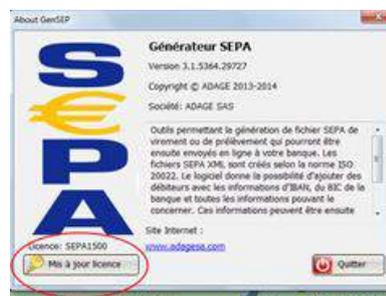 About GenSEP
S€PA
Générateur SEPA
Version 3.1.5364.29727
Copyright © ADAGE 2013-2014
Société: ADAGE SAS
Outils permettant la génération de fichier SEPA de
virement ou de prélèvement qui pourront être
ensuite envoyés en ligne à votre banque. Les
fichiers SEPA XML sont créés selon la norme ISO
20022. Le logiciel donne la possibilité d'ajouter des
débiteurs avec les informations d'IBAN, du BIC de la
banque et toutes les informations pouvant le
concerner. Ces informations peuvent être ensuite
Site Internet :
Licence: SEPA1500
www.adagesa.com
Mis à jour licence
Quitter